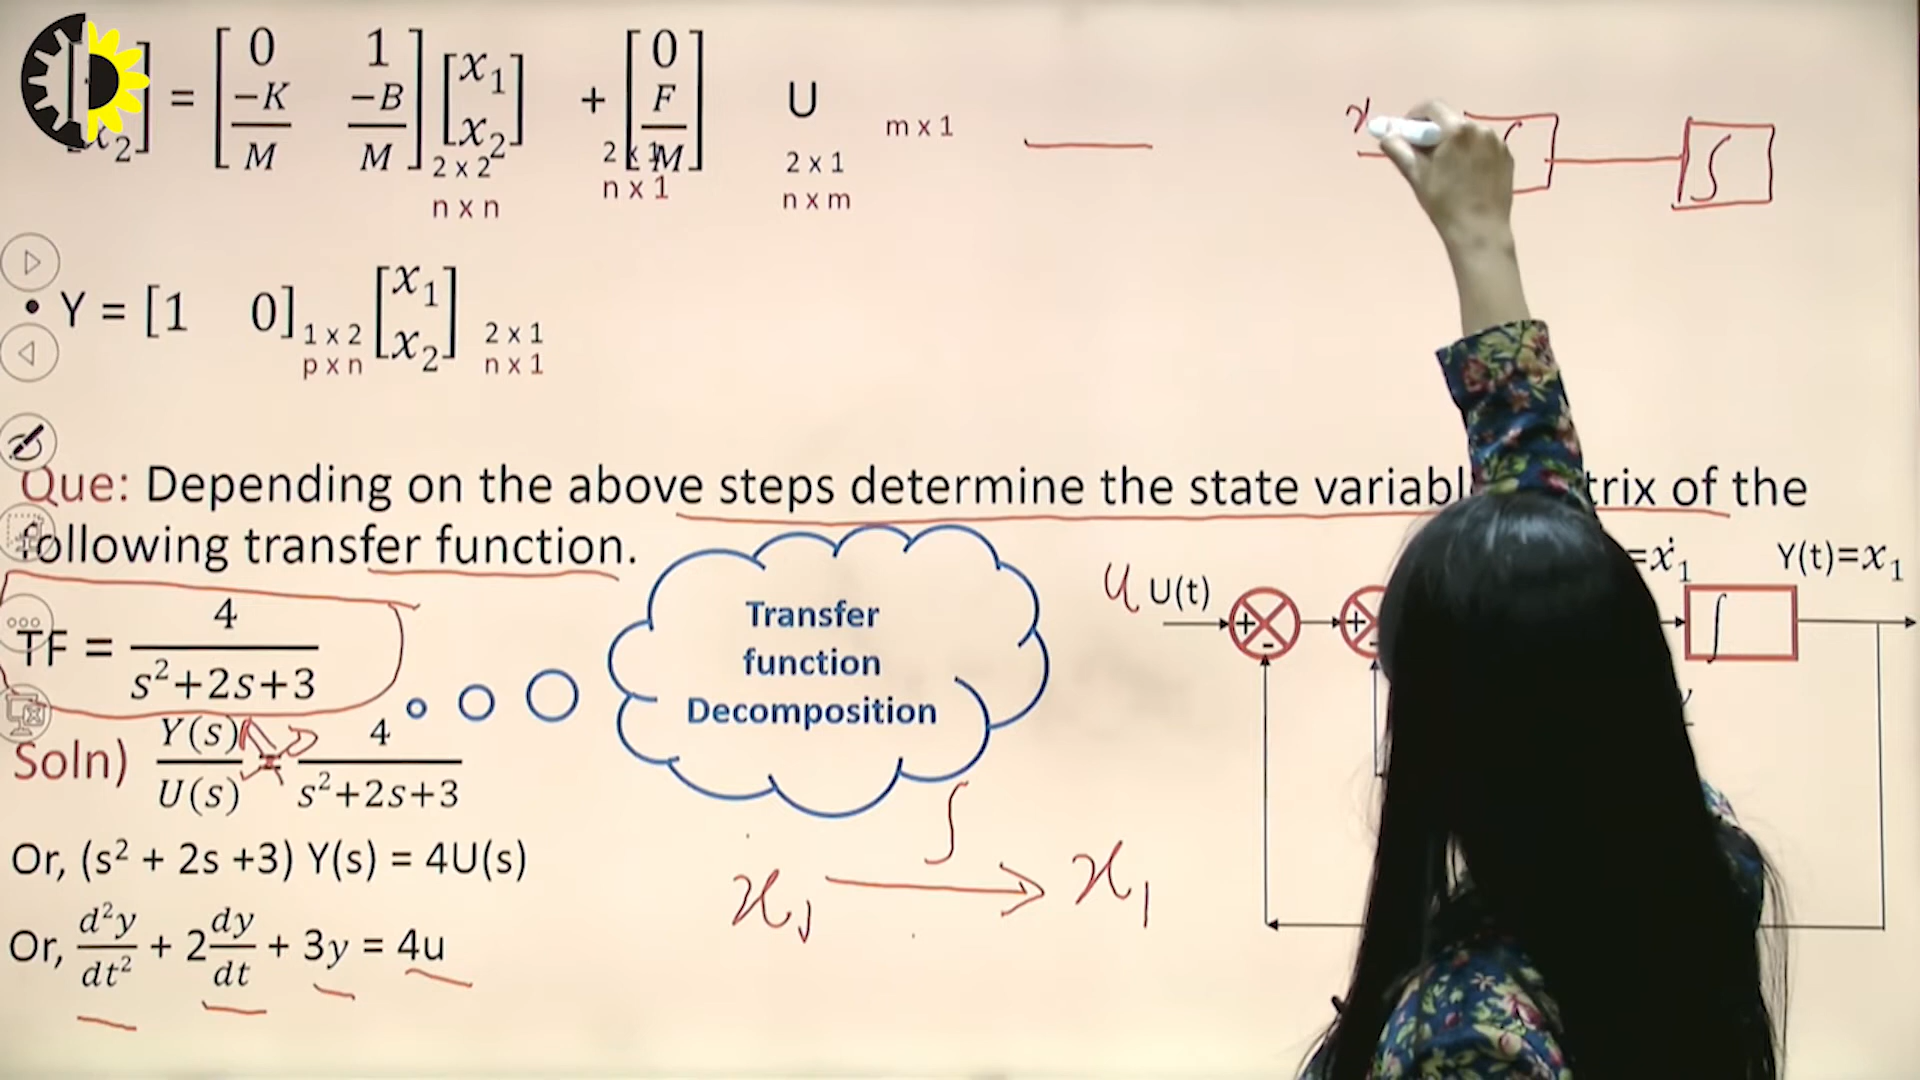 x₂] = [0 1 −K/M −B/M] [x₁ x₂] + [0 F/M] U
2 x 2 2 x 1 2 x 1 m x 1
n x n n x 1 n x m
• Y = [1 0] [x₁ x₂]
1 x 2 2 x 1
p x n n x 1
x ∫ ∫
Que: Depending on the above steps determine the state of the
following transfer function.
TF = 4/(s²+2s+3)
Transfer
function
Decomposition
Soln) Y(s)/U(s) = 4/(s²+2s+3)
Or, (s² + 2s +3) Y(s) = 4U(s)
Or, d²y/dt² + 2 dy/dt + 3y = 4u
u U(t) + - + - =ẋ₁ ∫ Y(t)=x₁
ẋ₁ ∫ x₁